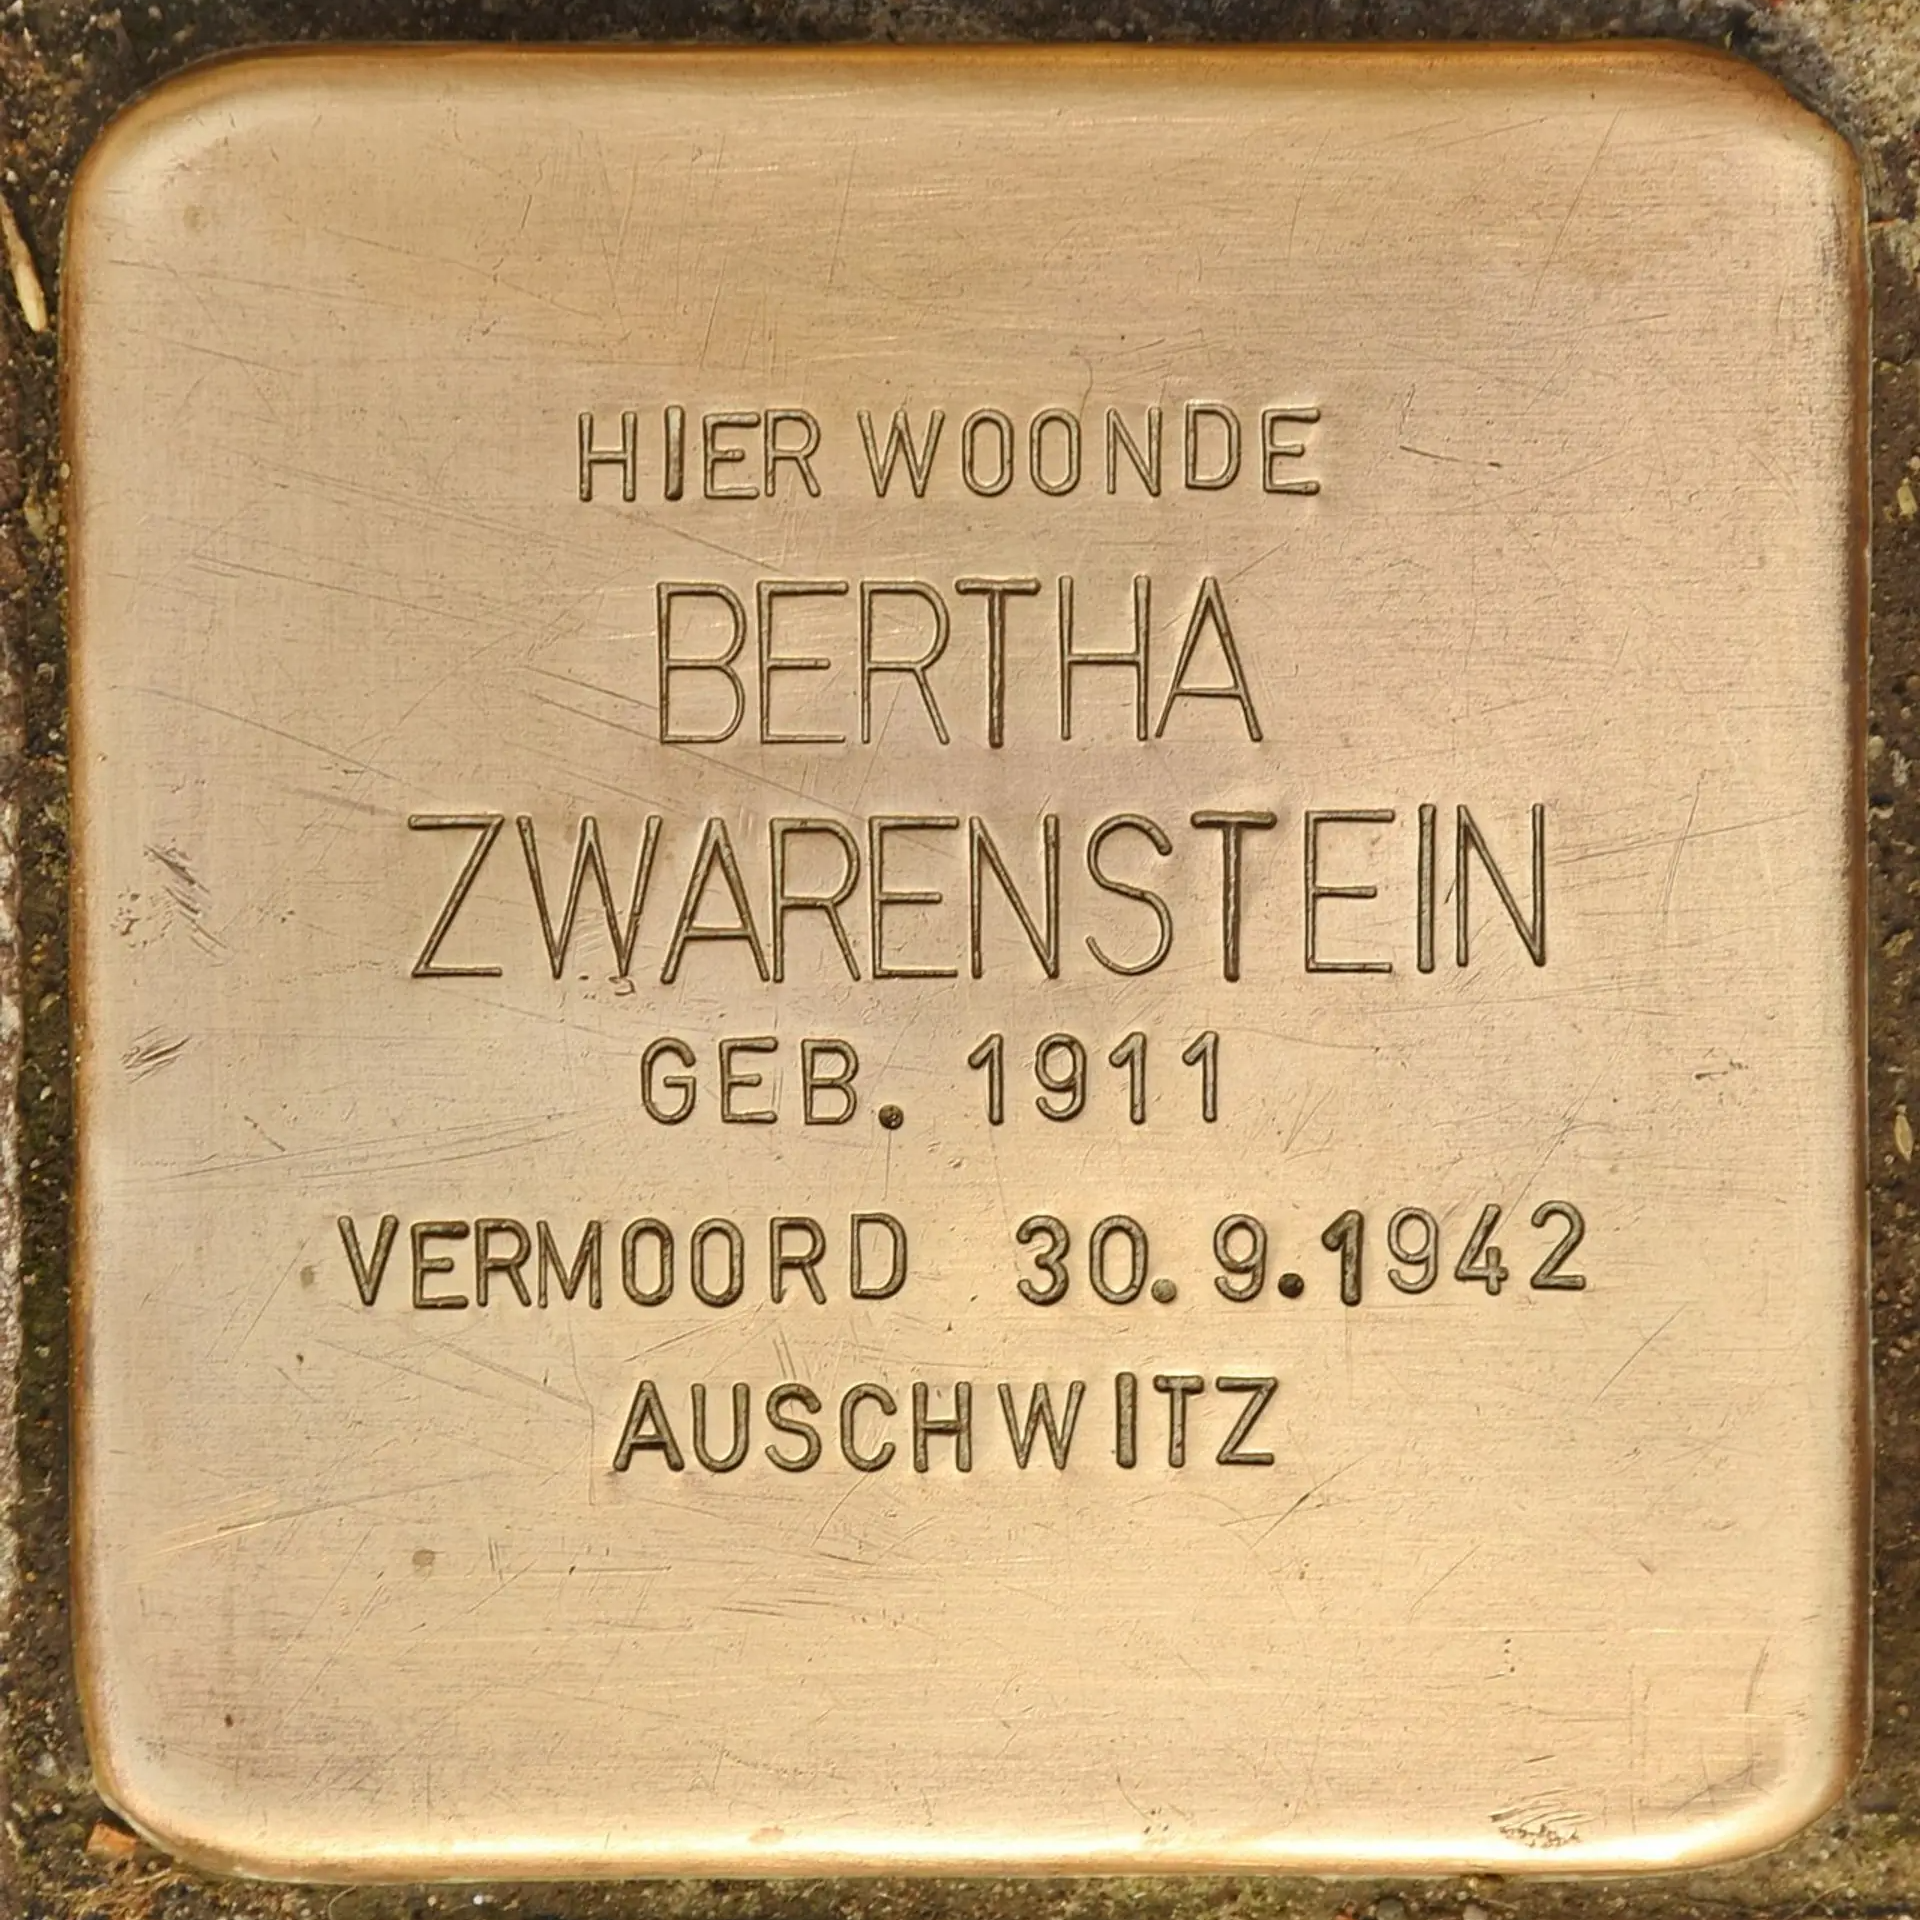 HIER WOONDE
BERTHA
ZWARENSTEIN
GEB. 1911
VERMOORD 30.9.1942
AUSCHWITZ